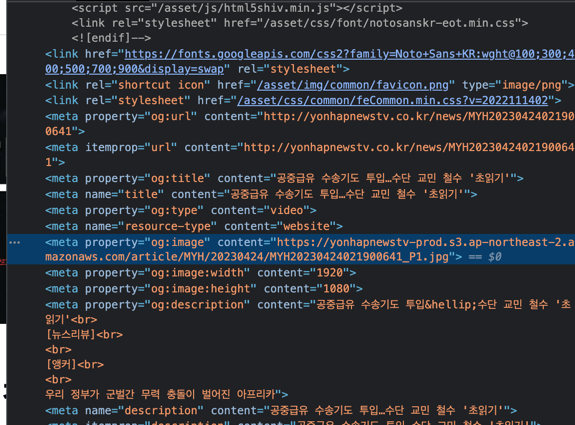 <script src="/asset/js/html5shiv.min.js"></script>
<link rel="stylesheet" href="/asset/css/font/notosanskr-eot.min.css">
<![endif]-->
<link href="https://fonts.googleapis.com/css2?family=Noto+Sans+KR:wght@100;300;4
00;500;700;900&display=swap" rel="stylesheet">
<link rel="shortcut icon" href="/asset/img/common/favicon.png" type="image/png">
<link rel="stylesheet" href="/asset/css/common/feCommon.min.css?v=2022111402">
<meta property="og:url" content="http://yonhapnewstv.co.kr/news/MYH2023042402190
0641">
<meta itemprop="url" content="http://yonhapnewstv.co.kr/news/MYH2023042402190064
1">
<meta property="og:title" content="공중급유 수송기도 투입…수단 교민 철수 '초읽기'">
<meta name="title" content="공중급유 수송기도 투입…수단 교민 철수 '초읽기'">
<meta property="og:type" content="video">
<meta name="resource-type" content="website">
<meta property="og:image" content="https://yonhapnewstv-prod.s3.ap-northeast-2.a
mazonaws.com/article/MYH/20230424/MYH20230424021900641_P1.jpg"> == $0
<meta property="og:image:width" content="1920">
<meta property="og:image:height" content="1080">
<meta property="og:description" content="공중급유 수송기도 투입&hellip;수단 교민 철수 '초
읽기'<br>
[뉴스리뷰]<br>
<br>
[앵커]<br>
<br>
우리 정부가 군벌간 무력 충돌이 벌어진 아프리카">
<meta name="description" content="공중급유 수송기도 투입…수단 교민 철수 '초읽기'">